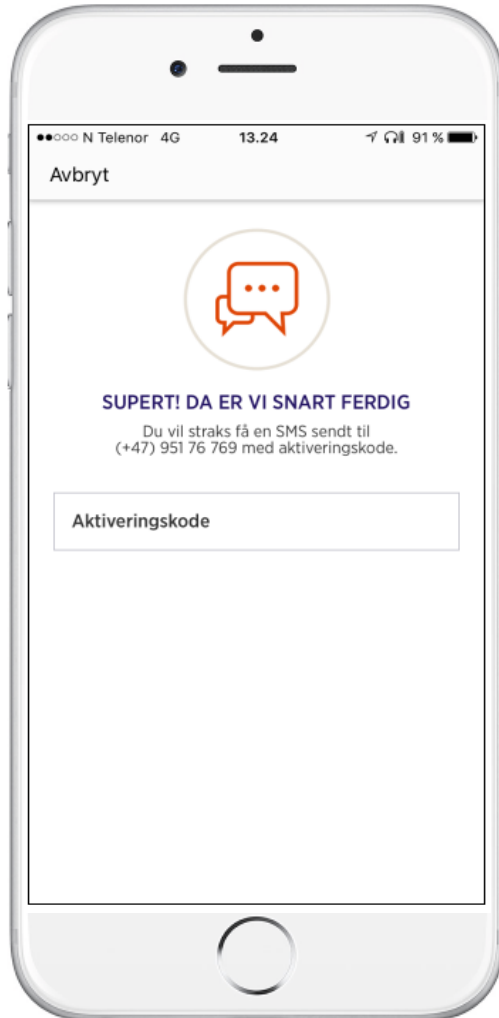 N Telenor 4G 13.24 91 %
Avbryt
SUPERT! DA ER VI SNART FERDIG
Du vil straks få en SMS sendt til
(+47) 951 76 769 med aktiveringskode.
Aktiveringskode